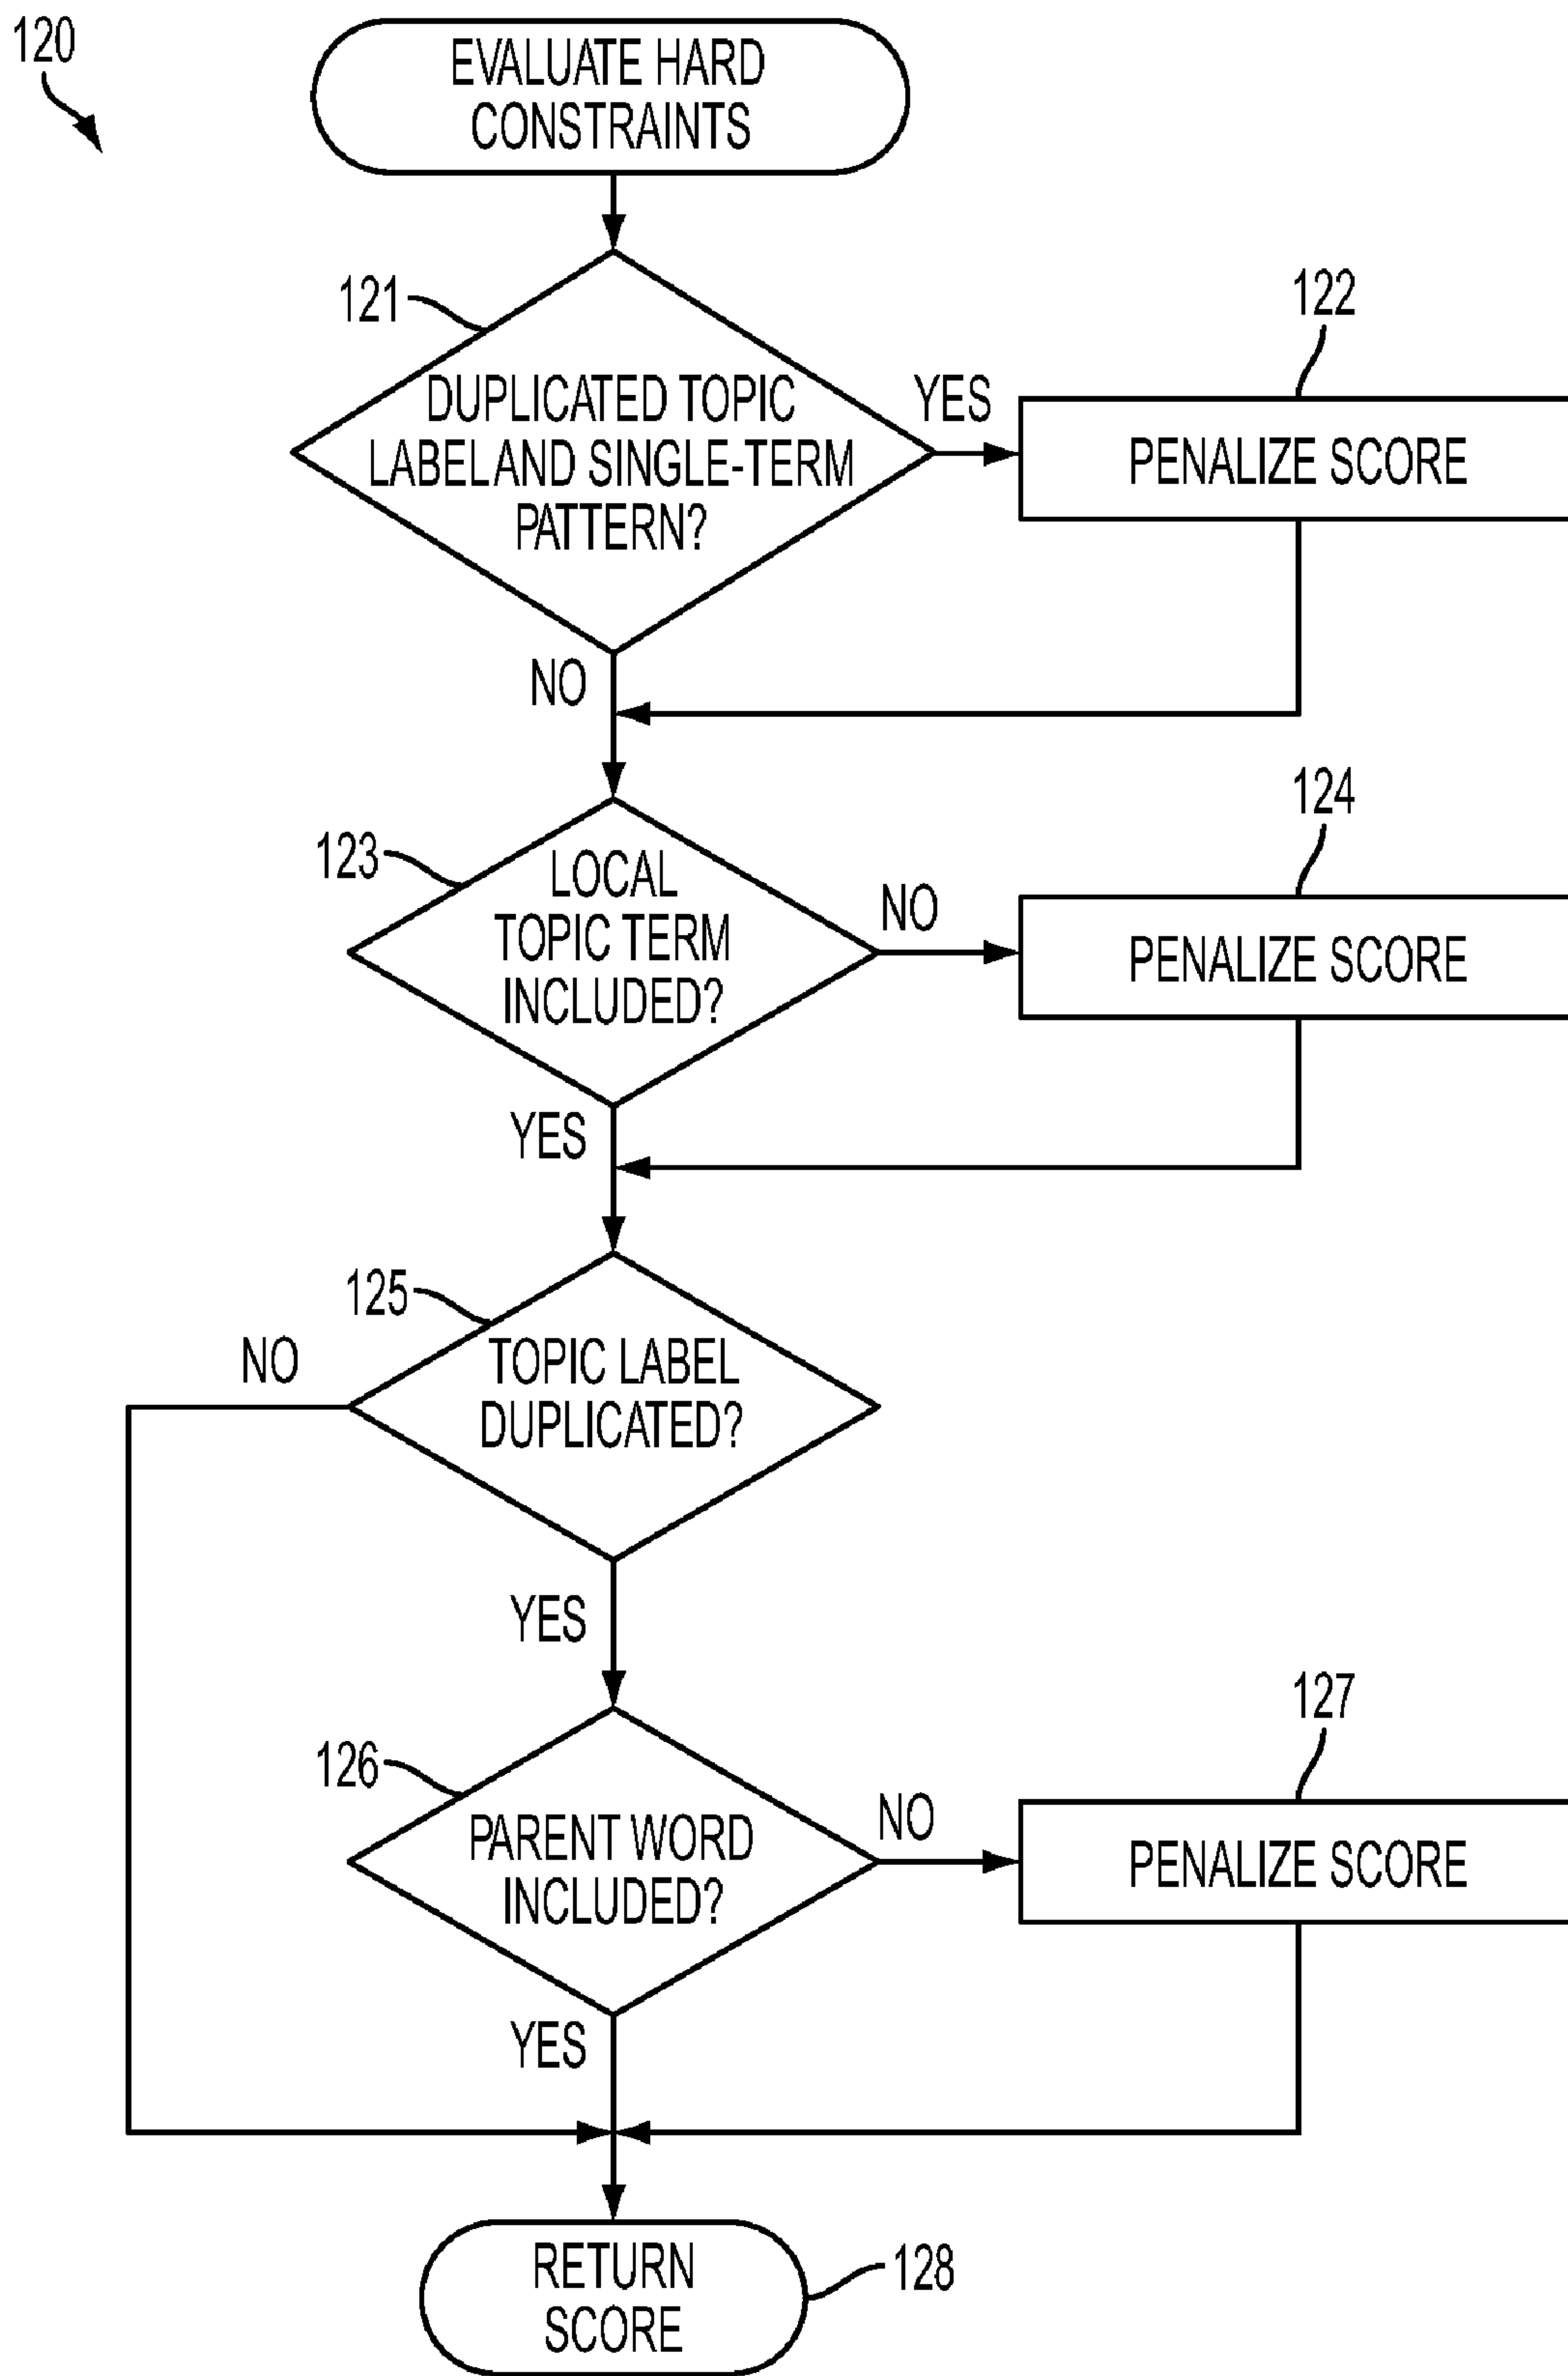 120
EVALUATE HARD
CONSTRAINTS
121
DUPLICATED TOPIC
LABEL AND SINGLE-TERM
PATTERN?
YES
122
PENALIZE SCORE
NO
123
LOCAL
TOPIC TERM
INCLUDED?
NO
124
PENALIZE SCORE
YES
125
NO
TOPIC LABEL
DUPLICATED?
YES
126
PARENT WORD
INCLUDED?
NO
127
PENALIZE SCORE
YES
RETURN
SCORE
128